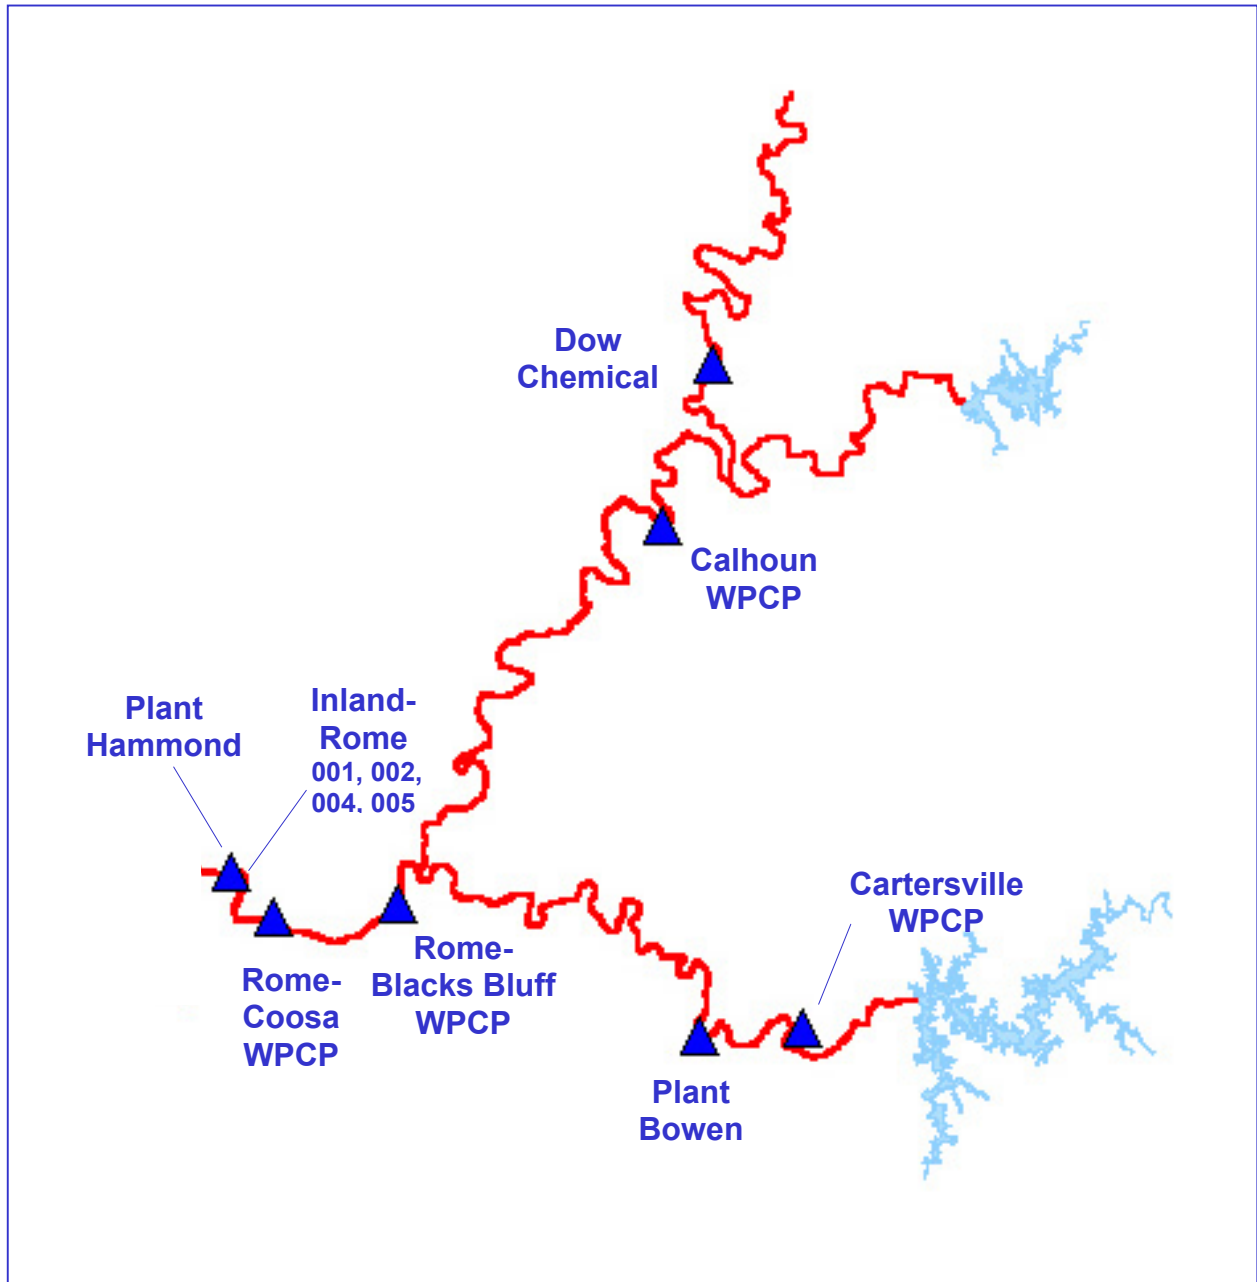 Dow
Chemical
Calhoun
WPCP
Plant
Hammond
Inland-
Rome
001, 002,
004, 005
Cartersville
WPCP
Rome-
Coosa
WPCP
Rome-
Blacks Bluff
WPCP
Plant
Bowen